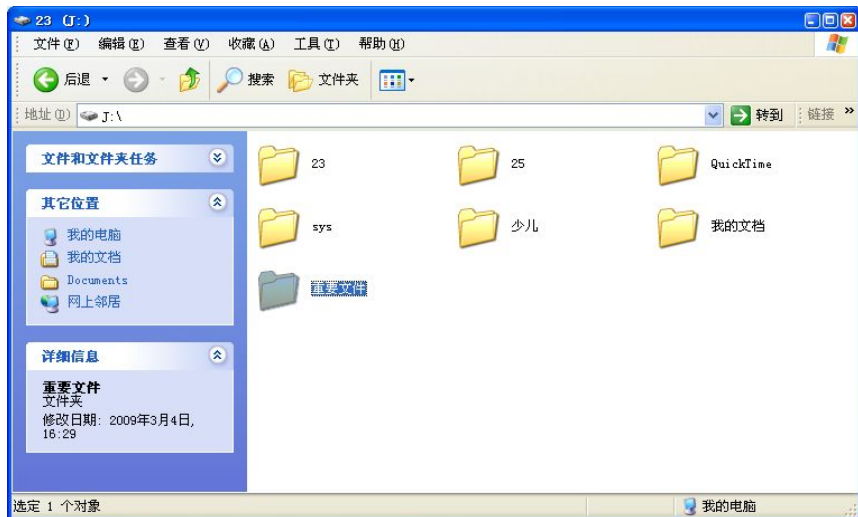 23 (J:)
文件(F) 编辑(E) 查看(V) 收藏(A) 工具(T) 帮助(H)
后退 搜索 文件夹
地址(D) J:\ 转到 链接 »
文件和文件夹任务
其它位置
我的电脑
我的文档
Documents
网上邻居
详细信息
重要文件
文件夹
修改日期: 2009年3月4日,
16:29
23 25 QuickTime
sys 少儿 我的文档
重要文件
选定 1 个对象 我的电脑